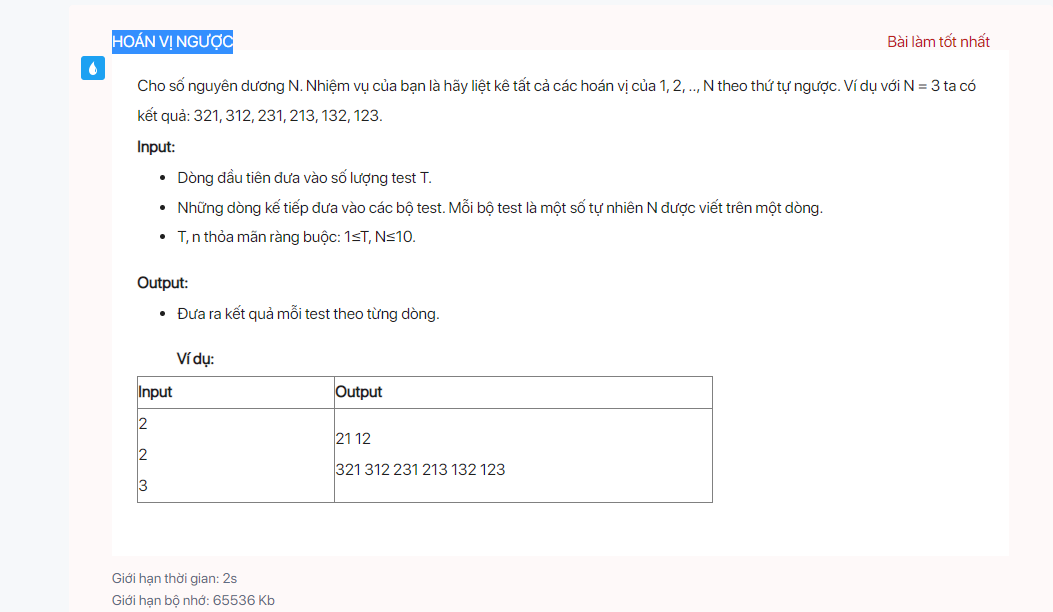 HOÁN VỊ NGƯỢC
Bài làm tốt nhất
Cho số nguyên dương N. Nhiệm vụ của bạn là hãy liệt kê tất cả các hoán vị của 1, 2, .., N theo thứ tự ngược. Ví dụ với N = 3 ta có
kết quả: 321, 312, 231, 213, 132, 123.
Input:
• Dòng đầu tiên đưa vào số lượng test T.
• Những dòng kế tiếp đưa vào các bộ test. Mỗi bộ test là một số tự nhiên N được viết trên một dòng.
• T, n thỏa mãn ràng buộc: 1≤T, N≤10.
Output:
• Đưa ra kết quả mỗi test theo từng dòng.
Ví dụ:
Input Output
2
2
3
21 12
321 312 231 213 132 123
Giới hạn thời gian: 2s
Giới hạn bộ nhớ: 65536 Kb